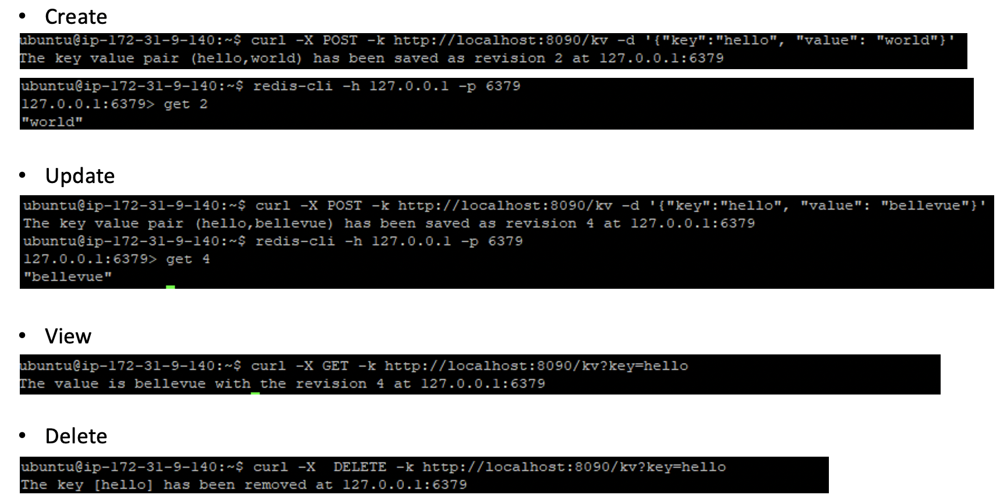 • Create
ubuntu@ip-172-31-9-140:~$ curl -X POST -k http://localhost:8090/kv -d '{"key":"hello", "value": "world"}'
The key value pair (hello,world) has been saved as revision 2 at 127.0.0.1:6379
ubuntu@ip-172-31-9-140:~$ redis-cli -h 127.0.0.1 -p 6379
127.0.0.1:6379> get 2
"world"
• Update
ubuntu@ip-172-31-9-140:~$ curl -X POST -k http://localhost:8090/kv -d '{"key":"hello", "value": "bellevue"}'
The key value pair (hello,bellevue) has been saved as revision 4 at 127.0.0.1:6379
ubuntu@ip-172-31-9-140:~$ redis-cli -h 127.0.0.1 -p 6379
127.0.0.1:6379> get 4
"bellevue"
• View
ubuntu@ip-172-31-9-140:~$ curl -X GET -k http://localhost:8090/kv?key=hello
The value is bellevue with the revision 4 at 127.0.0.1:6379
• Delete
ubuntu@ip-172-31-9-140:~$ curl -X  DELETE -k http://localhost:8090/kv?key=hello
The key [hello] has been removed at 127.0.0.1:6379